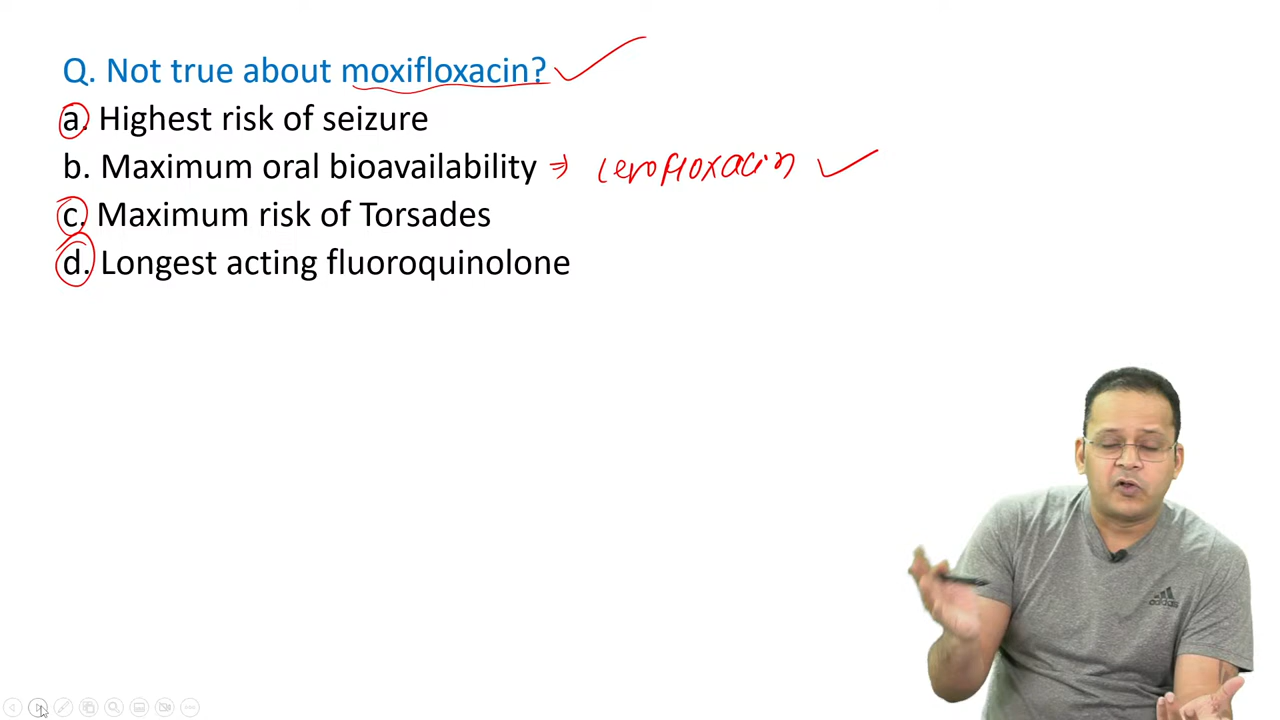 Q. Not true about moxifloxacin?
a. Highest risk of seizure
b. Maximum oral bioavailability ⇒ levofloxacin
c. Maximum risk of Torsades
d. Longest acting fluoroquinolone
adidas